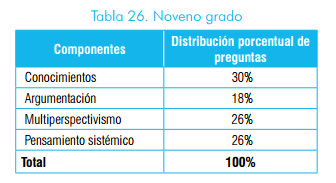 Tabla 26. Noveno grado
Componentes Distribución porcentual de
preguntas
Conocimientos 30%
Argumentación 18%
Multiperspectivismo 26%
Pensamiento sistémico 26%
Total 100%